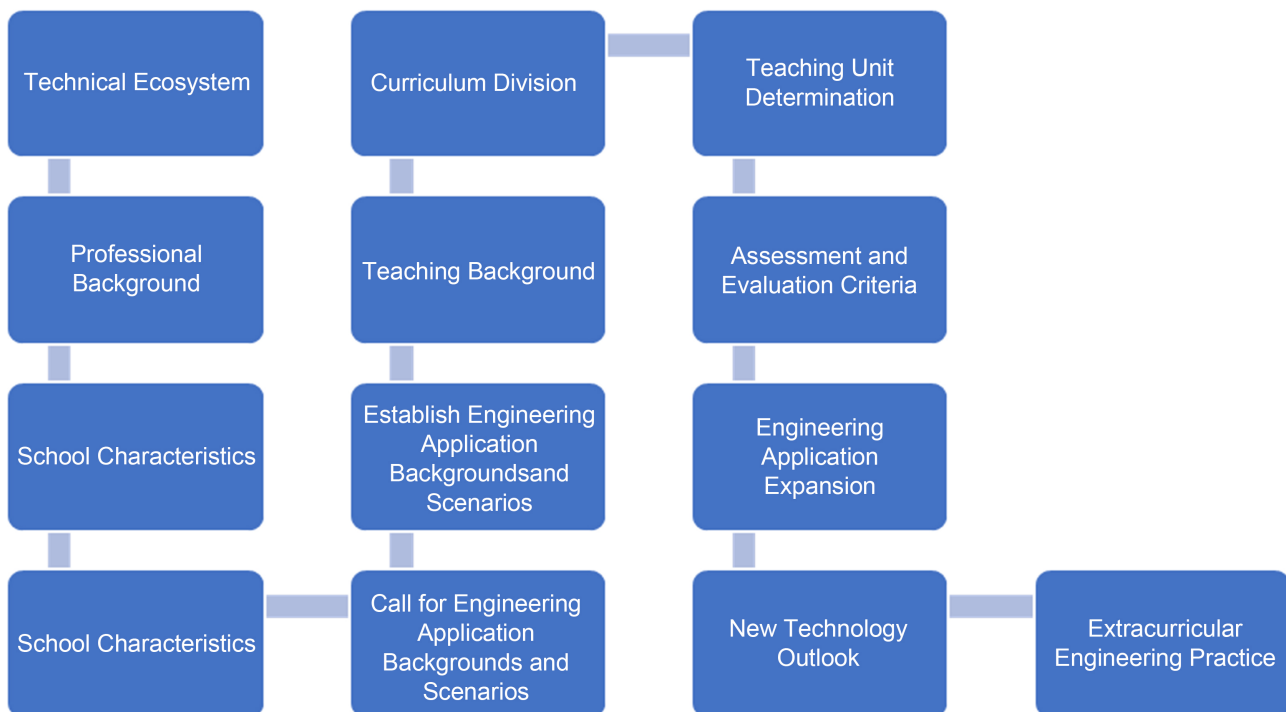 Technical Ecosystem
Professional
Background
School Characteristics
School Characteristics
Call for Engineering
Application
Backgrounds and
Scenarios
Establish Engineering
Application
Backgroundsand
Scenarios
Teaching Background
Curriculum Division
Teaching Unit
Determination
Assessment and
Evaluation Criteria
Engineering
Application
Expansion
New Technology
Outlook
Extracurricular
Engineering Practice